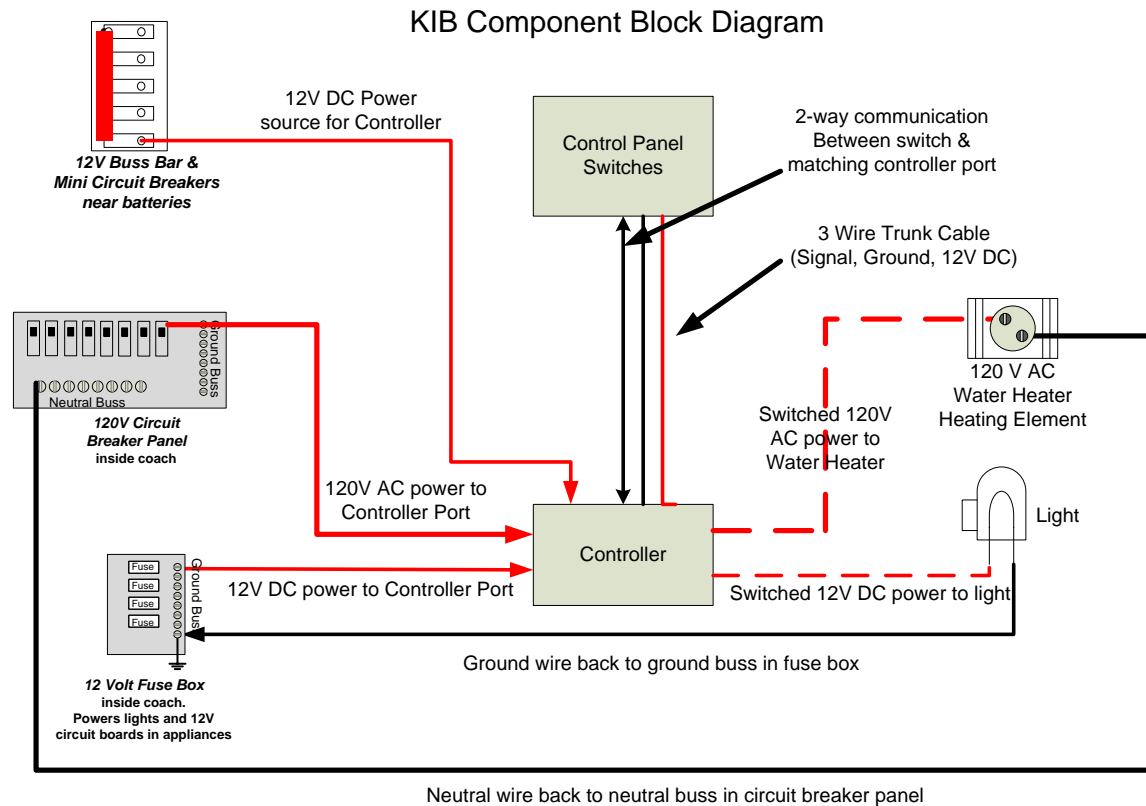 KIB Component Block Diagram
12V DC Power
source for Controller
12V Buss Bar &
Mini Circuit Breakers
near batteries
Control Panel
Switches
2-way communication
Between switch &
matching controller port
3 Wire Trunk Cable
(Signal, Ground, 12V DC)
Ground Buss
Neutral Buss
120V Circuit
Breaker Panel
inside coach
120 V AC
Water Heater
Heating Element
Switched 120V
AC power to
Water Heater
120V AC power to
Controller Port
Controller
Light
Fuse
Fuse
Fuse
Fuse
Ground Buss
12V DC power to Controller Port
Switched 12V DC power to light
Ground wire back to ground buss in fuse box
12 Volt Fuse Box
inside coach.
Powers lights and 12V
circuit boards in appliances
Neutral wire back to neutral buss in circuit breaker panel